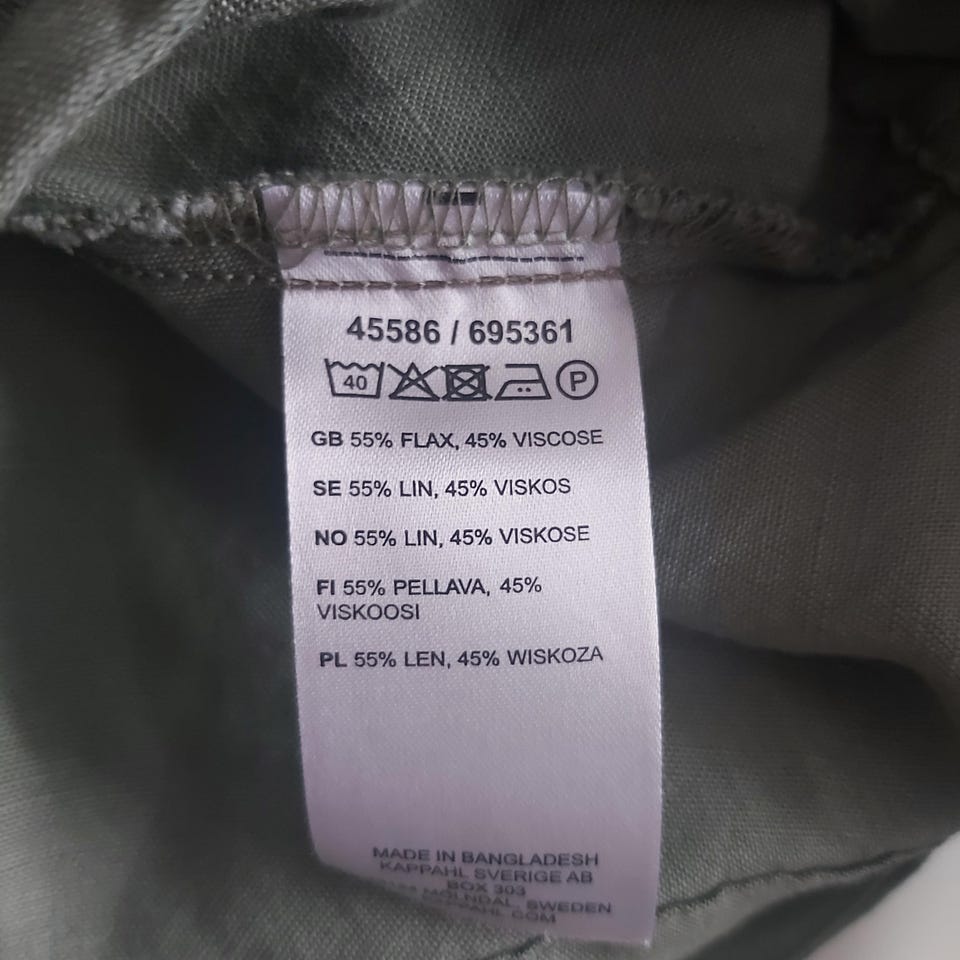 45586 / 695361
40 P
GB 55% FLAX, 45% VISCOSE
SE 55% LIN, 45% VISKOS
NO 55% LIN, 45% VISKOSE
FI 55% PELLAVA, 45%
VISKOOSI
PL 55% LEN, 45% WISKOZA
MADE IN BANGLADESH
KAPPAHL SVERIGE AB
BOX 303
MÖLNDAL, SWEDEN